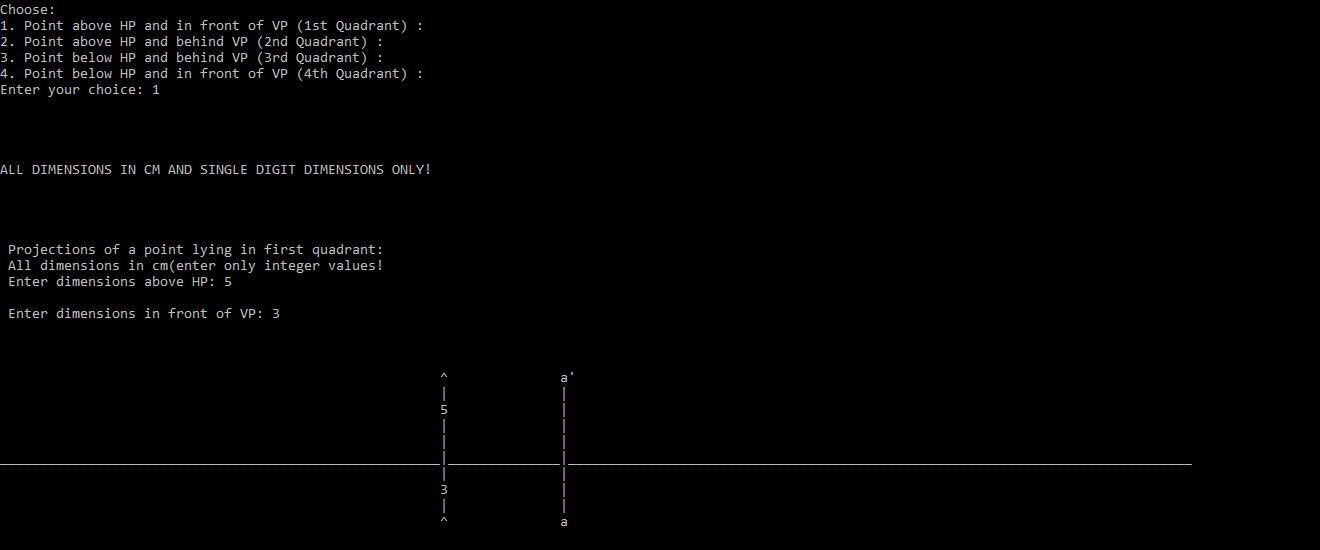 Choose:
1. Point above HP and in front of VP (1st Quadrant) :
2. Point above HP and behind VP (2nd Quadrant) :
3. Point below HP and behind VP (3rd Quadrant) :
4. Point below HP and in front of VP (4th Quadrant) :
Enter your choice: 1
ALL DIMENSIONS IN CM AND SINGLE DIGIT DIMENSIONS ONLY!
Projections of a point lying in first quadrant:
All dimensions in cm(enter only integer values!
Enter dimensions above HP: 5
Enter dimensions in front of VP: 3
^ a'
| |
5 |
| |
| |
| |
| |
3 |
| |
^ a